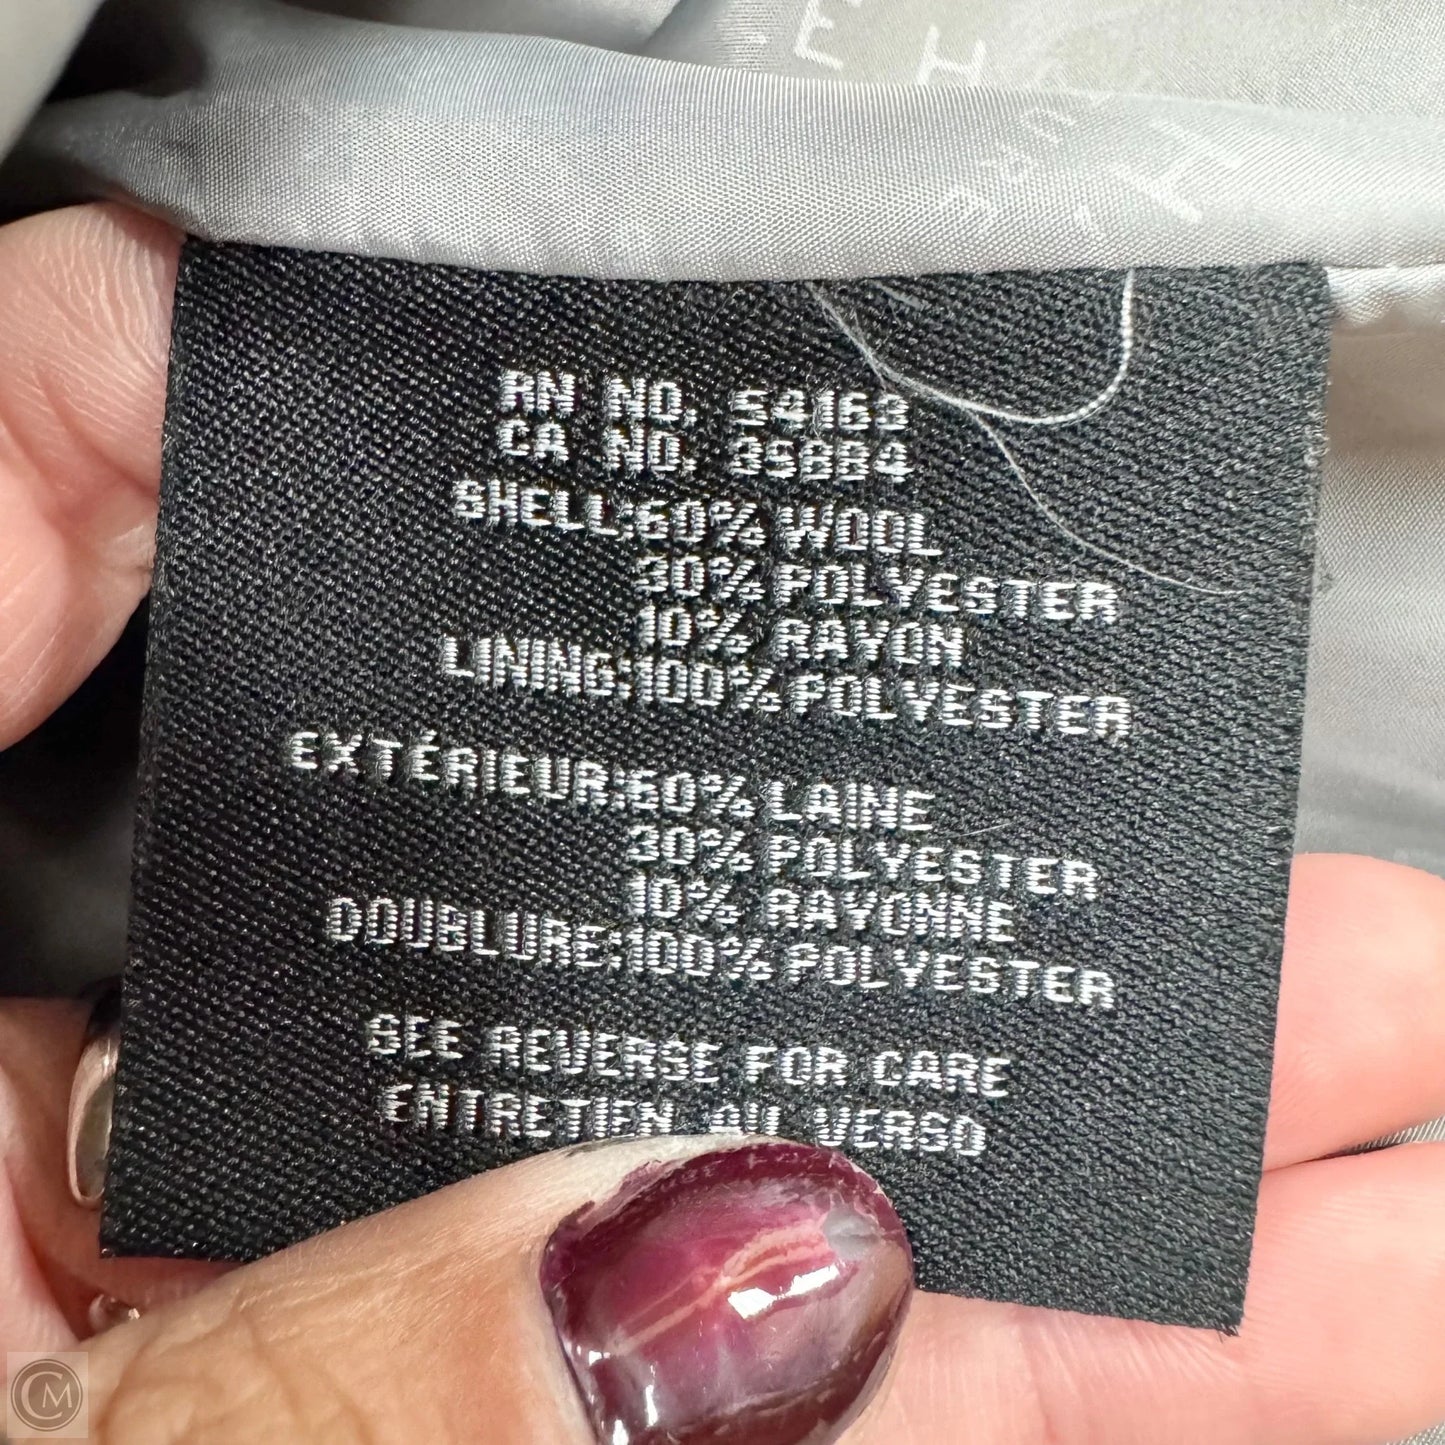 RN NO. 54163
CA NO. 35884
SHELL:60% WOOL
30% POLYESTER
10% RAYON
LINING:100% POLYESTER
EXTÉRIEUR:60% LAINE
30% POLYESTER
10% RAYONNE
DOUBLURE:100% POLYESTER
SEE REVERSE FOR CARE
ENTRETIEN AU VERSO
CM